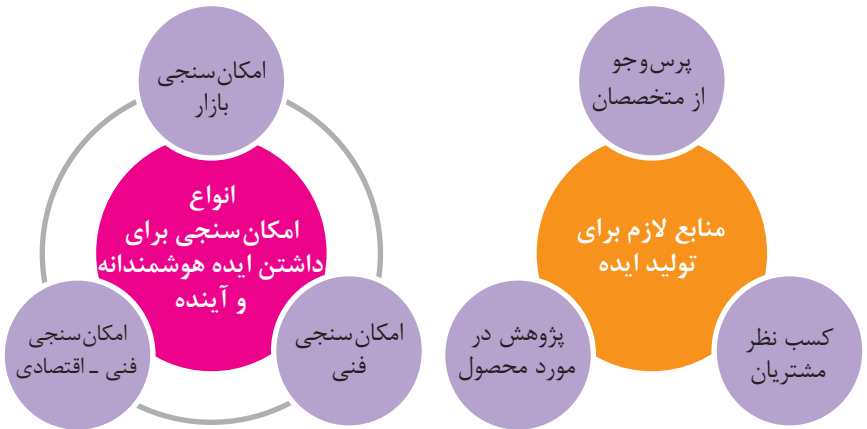 پرس‌وجو
از متخصصان
منابع لازم برای
تولید ایده
کسب نظر
مشتریان
پژوهش در
مورد محصول
امکان‌سنجی
بازار
انواع
امکان‌سنجی برای
داشتن ایده هوشمندانه
و آینده
امکان‌سنجی
فنی
امکان‌سنجی
فنی ـ اقتصادی